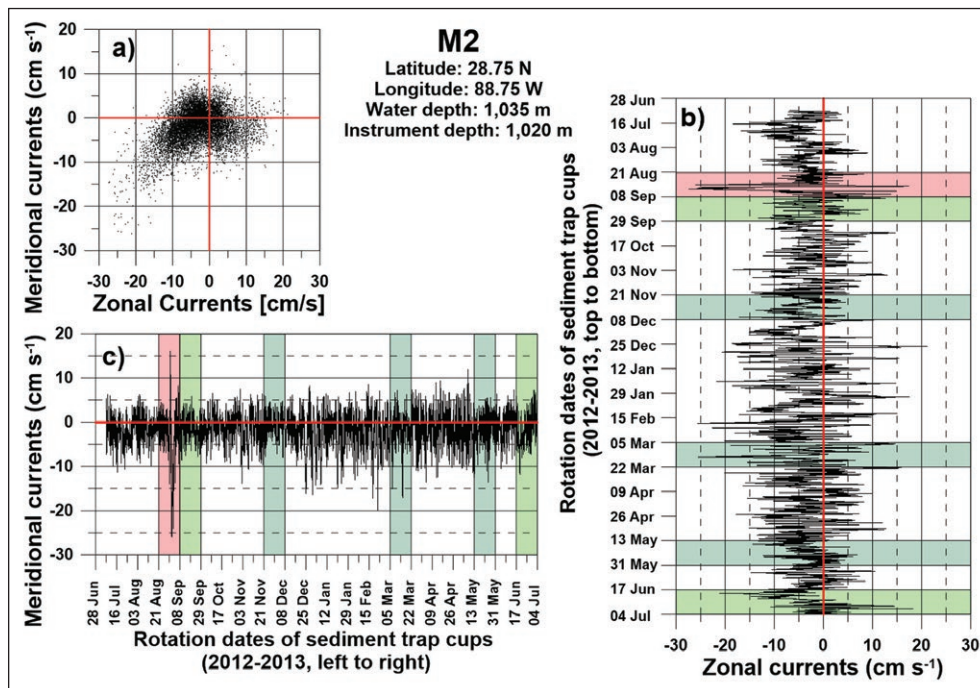 M2
Latitude: 28.75 N
Longitude: 88.75 W
Water depth: 1,035 m
Instrument depth: 1,020 m
a)
Meridional currents (cm s⁻¹)
20
10
0
-10
-20
-30
-30 -20 -10 0 10 20 30
Zonal Currents [cm/s]
c)
Meridional currents (cm s⁻¹)
20
10
0
-10
-20
-30
28 Jun
16 Jul
03 Aug
21 Aug
08 Sep
29 Sep
17 Oct
03 Nov
21 Nov
08 Dec
25 Dec
12 Jan
29 Jan
15 Feb
05 Mar
22 Mar
09 Apr
26 Apr
13 May
31 May
17 Jun
04 Jul
Rotation dates of sediment trap cups
(2012-2013, left to right)
b)
Rotation dates of sediment trap cups
(2012-2013, top to bottom)
28 Jun
16 Jul
03 Aug
21 Aug
08 Sep
29 Sep
17 Oct
03 Nov
21 Nov
08 Dec
25 Dec
12 Jan
29 Jan
15 Feb
05 Mar
22 Mar
09 Apr
26 Apr
13 May
31 May
17 Jun
04 Jul
-30 -20 -10 0 10 20 30
Zonal currents (cm s⁻¹)